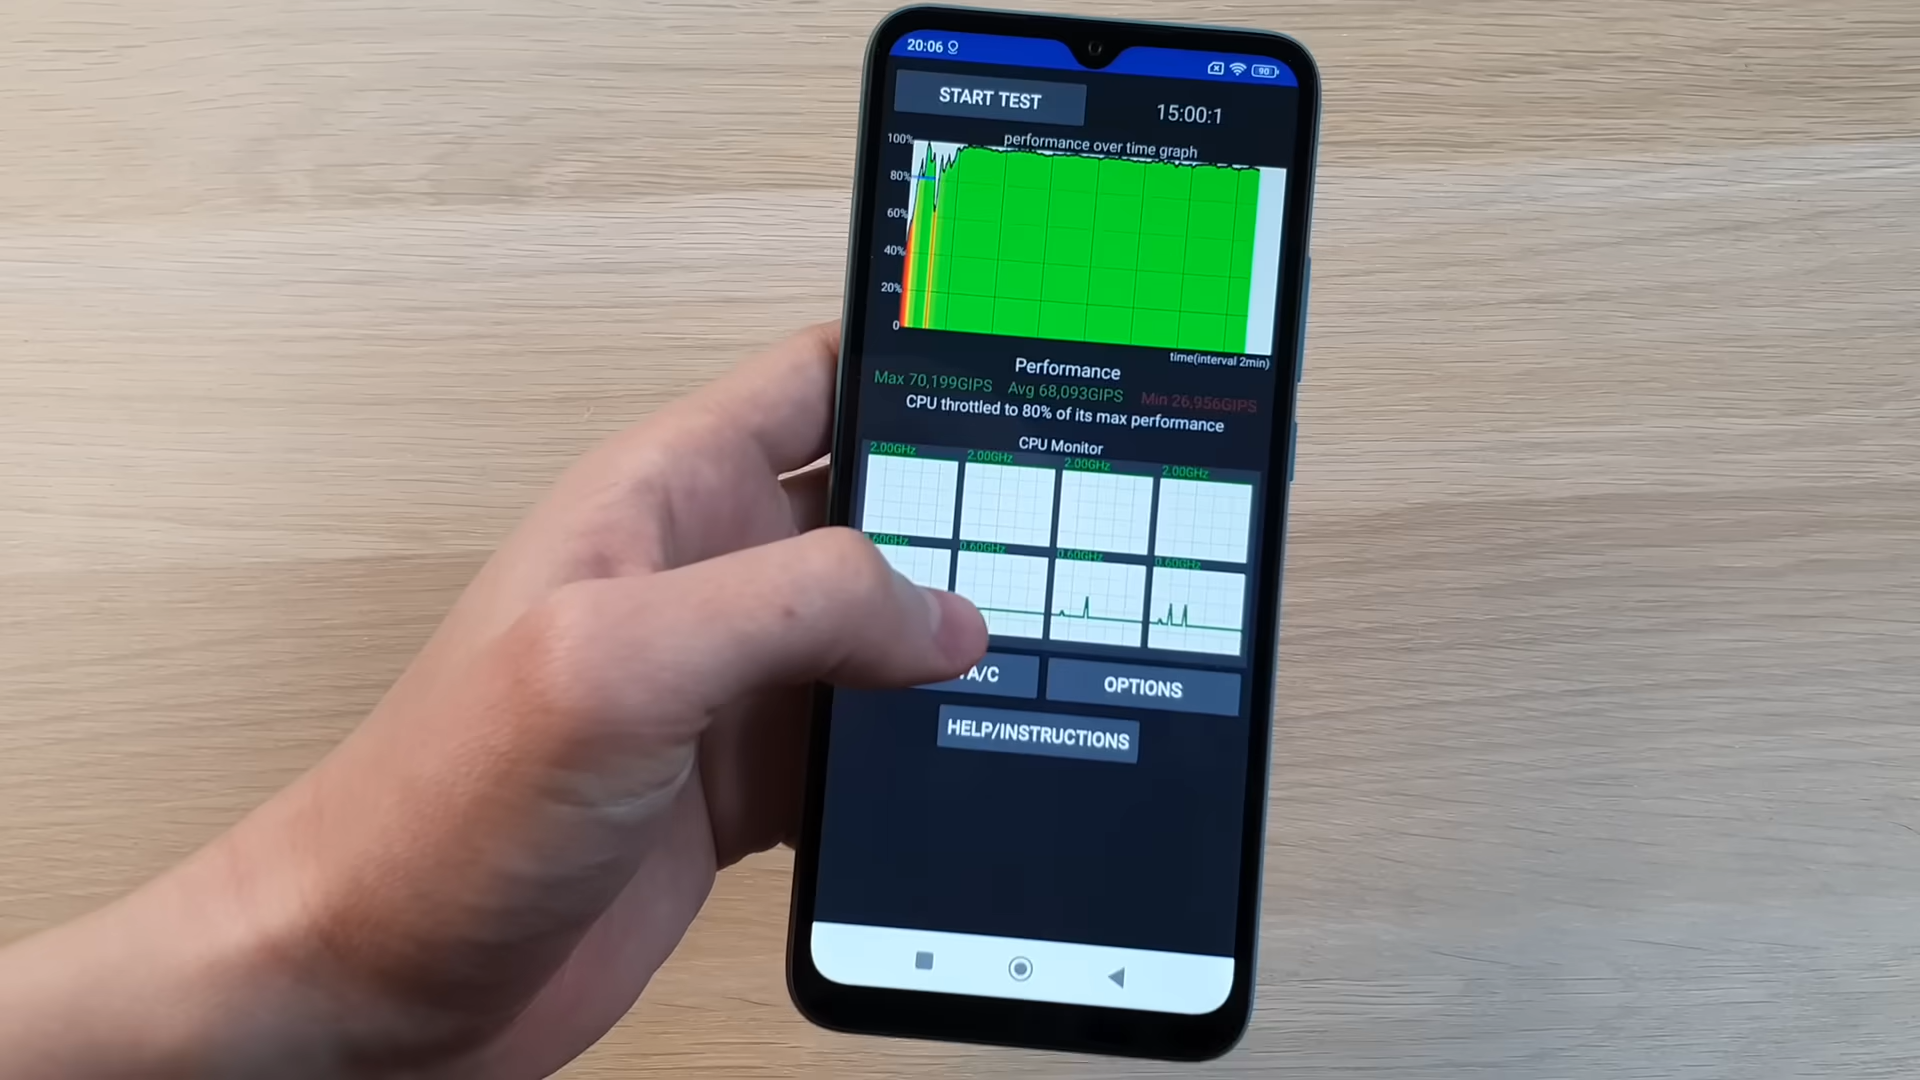 20:06
90
START TEST
15:00:1
performance over time graph
100%
80%
60%
40%
20%
0
time(interval 2min)
Performance
Max 70,199GIPS Avg 68,093GIPS Min 26,956GIPS
CPU throttled to 80% of its max performance
CPU Monitor
2.00GHz 2.00GHz 2.00GHz 2.00GHz
0.60GHz 0.60GHz 0.60GHz
A/C
OPTIONS
HELP/INSTRUCTIONS